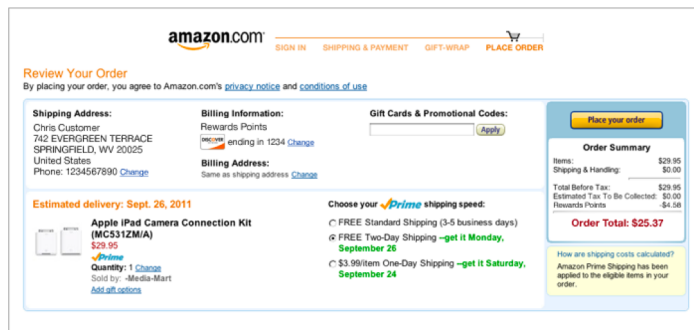 amazon.com
SIGN IN SHIPPING & PAYMENT GIFT-WRAP PLACE ORDER
Review Your Order
By placing your order, you agree to Amazon.com's privacy notice and conditions of use
Shipping Address:
Chris Customer
742 EVERGREEN TERRACE
SPRINGFIELD, WV 20025
United States
Phone: 1234567890 Change
Billing Information:
Rewards Points
DISCOVER ending in 1234 Change
Billing Address:
Same as shipping address Change
Gift Cards & Promotional Codes:
Apply
Estimated delivery: Sept. 26, 2011
Apple iPad Camera Connection Kit
(MC531ZM/A)
$29.95
Prime
Quantity: 1 Change
Sold by: -Media-Mart
Add gift options
Choose your Prime shipping speed:
FREE Standard Shipping (3-5 business days)
FREE Two-Day Shipping --get it Monday,
September 26
$3.99/item One-Day Shipping --get it Saturday,
September 24
Place your order
Order Summary
Items: $29.95
Shipping & Handling: $0.00
Total Before Tax: $29.95
Estimated Tax To Be Collected: $0.00
Rewards Points -$4.58
Order Total: $25.37
How are shipping costs calculated?
Amazon Prime Shipping has been
applied to the eligible items in your
order.